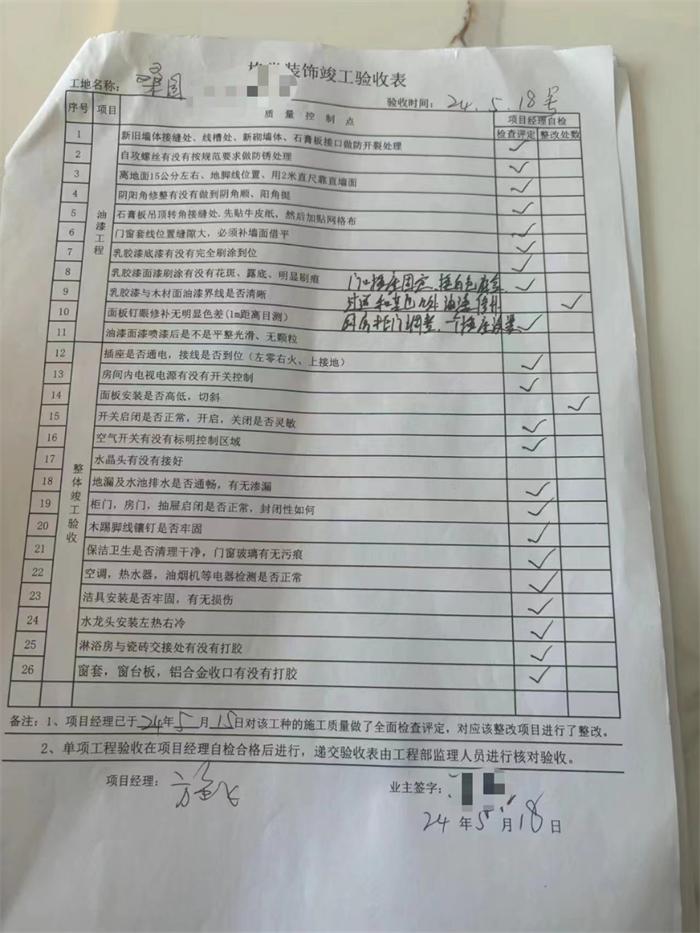 装饰竣工验收表
工地名称：
验收时间：24.5.18号
序号 项目 质量控制点 项目经理自检
检查评定 整改处数
油漆工程
1 新旧墙体接缝处、线槽处、新砌墙体、石膏板接口做防开裂处理 ✓
2 自攻螺丝有没有按规范要求做防锈处理 ✓
3 离地面15公分左右、地脚线位置、用2米直尺靠直墙面 ✓
4 阴阳角修整有没有做到阴角顺、阳角挺 ✓
5 石膏板吊顶转角接缝处.先贴牛皮纸，然后加贴网格布 ✓
6 门窗套线位置缝隙大，必须补墙面借平 ✓
7 乳胶漆底漆有没有完全刷涂到位 ✓
8 乳胶漆面漆刷涂有没有花斑、露底、明显刷痕 ✓
9 乳胶漆与木材面油漆界线是否清晰
10 面板钉眼修补无明显色差(1m距离目测) ✓
11 油漆面漆喷漆后是不是平整光滑、无颗粒 ✓
整体竣工验收
12 插座是否通电，接线是否到位（左零右火、上接地） ✓
13 房间内电视电源有没有开关控制 ✓
14 面板安装是否高低，切斜 ✓
15 开关启闭是否正常，开启，关闭是否灵敏 ✓
16 空气开关有没有标明控制区域 ✓
17 水晶头有没有接好
18 地漏及水池排水是否通畅，有无渗漏 ✓
19 柜门，房门，抽屉启闭是否正常，封闭性如何 ✓
20 木踢脚线镶钉是否牢固 ✓
21 保洁卫生是否清理干净，门窗玻璃有无污痕 ✓
22 空调，热水器，油烟机等电器检测是否正常 ✓
23 洁具安装是否牢固，有无损伤 ✓
24 水龙头安装左热右冷 ✓
25 淋浴房与瓷砖交接处有没有打胶 ✓
26 窗套，窗台板，铝合金收口有没有打胶 ✓
备注：1、项目经理已于24年5月18日对该工种的施工质量做了全面检查评定，对应该整改项目进行了整改。
2、单项工程验收在项目经理自检合格后进行，递交验收表由工程部监理人员进行核对验收。
项目经理：
业主签字：
24年5月18日